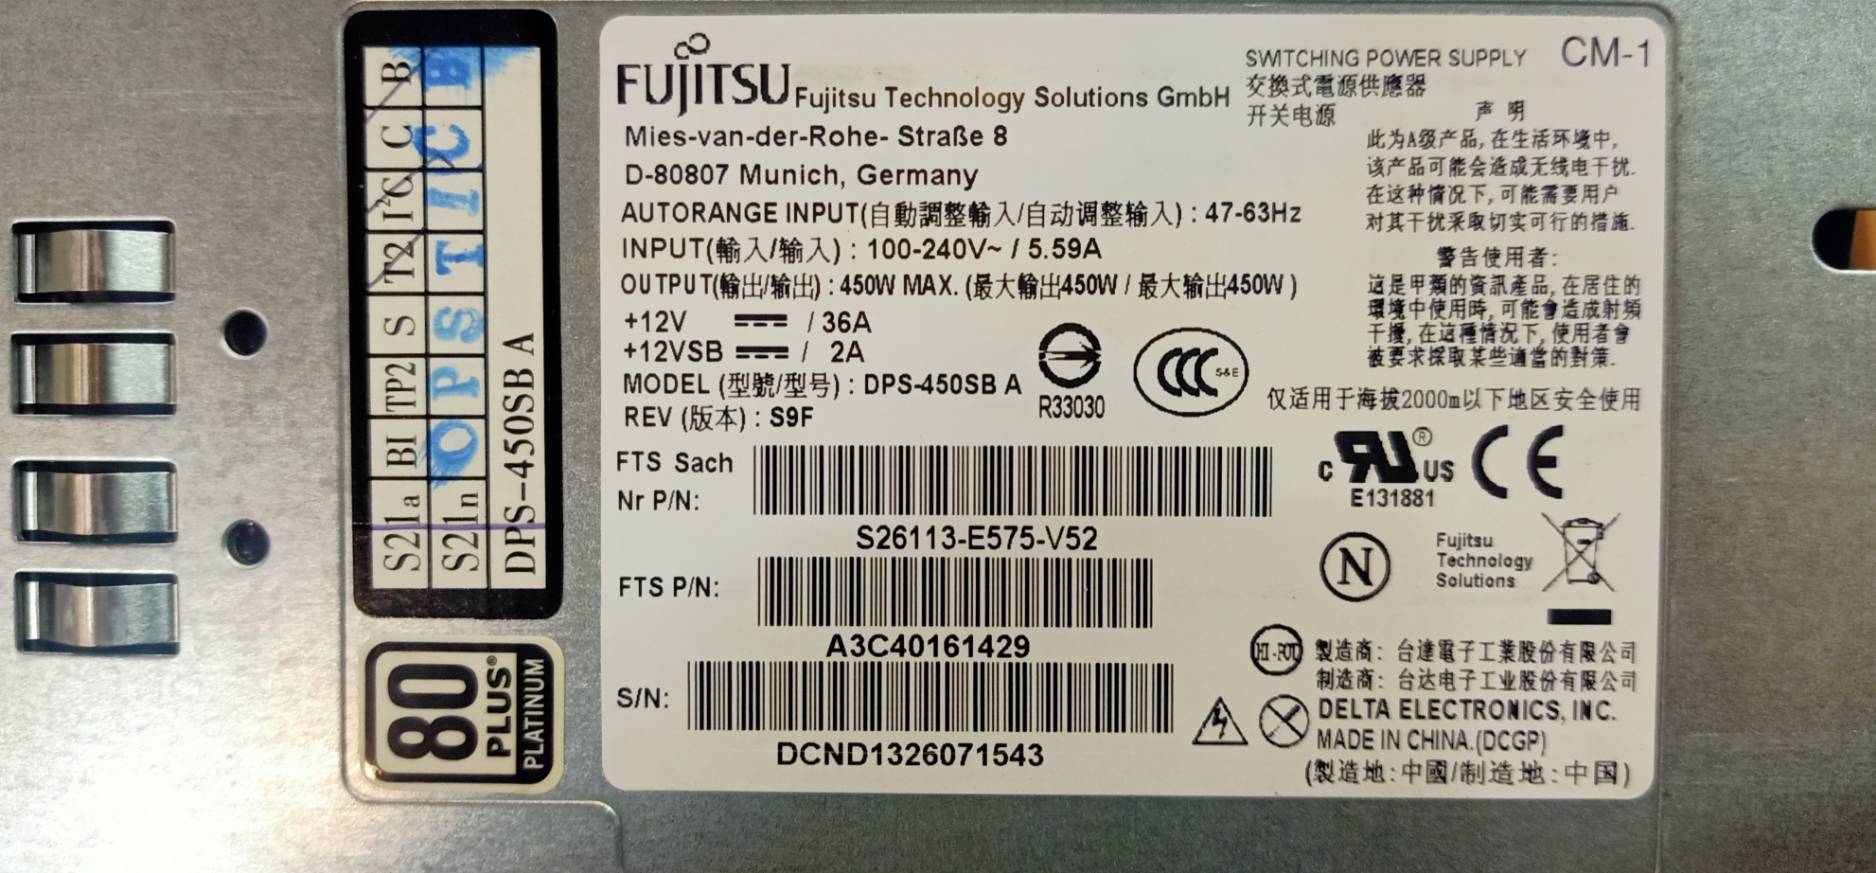 S21a BI TP2 S T2 I²C C B
S21n O P S T I C B
DPS-450SB A
80
PLUS®
PLATINUM
FUJITSU Fujitsu Technology Solutions GmbH
Mies-van-der-Rohe- Straße 8
D-80807 Munich, Germany
AUTORANGE INPUT(自動調整輸入/自动调整输入) : 47-63Hz
INPUT(輸入/输入) : 100-240V~ / 5.59A
OUTPUT(輸出/输出) : 450W MAX. (最大輸出450W / 最大输出450W )
+12V / 36A
+12VSB / 2A
MODEL (型號/型号) : DPS-450SB A
REV (版本) : S9F
R33030
CCC S&E
SWITCHING POWER SUPPLY CM-1
交換式電源供應器
开关电源
声 明
此为A级产品, 在生活环境中,
该产品可能会造成无线电干扰.
在这种情况下, 可能需要用户
对其干扰采取切实可行的措施.
警告使用者:
這是甲類的資訊產品, 在居住的
環境中使用時, 可能會造成射頻
干擾, 在這種情況下, 使用者會
被要求採取某些適當的對策.
仅适用于海拔2000m以下地区安全使用
FTS Sach
Nr P/N:
S26113-E575-V52
FTS P/N:
A3C40161429
S/N:
DCND1326071543
c RU ® US CE
E131881
N
Fujitsu
Technology
Solutions
HI-POT
製造商: 台達電子工業股份有限公司
制造商: 台达电子工业股份有限公司
DELTA ELECTRONICS, INC.
MADE IN CHINA.(DCGP)
(製造地:中國/制造地:中国)